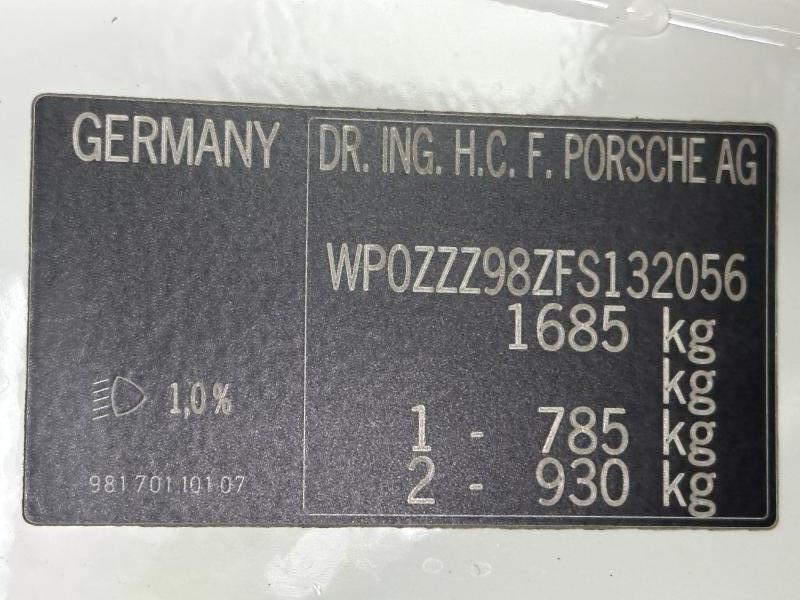 GERMANY
DR. ING. H.C. F. PORSCHE AG
WP0ZZZ98ZFS132056
1685 kg
kg
1 - 785 kg
2 - 930 kg
1,0 %
981 701 101 07